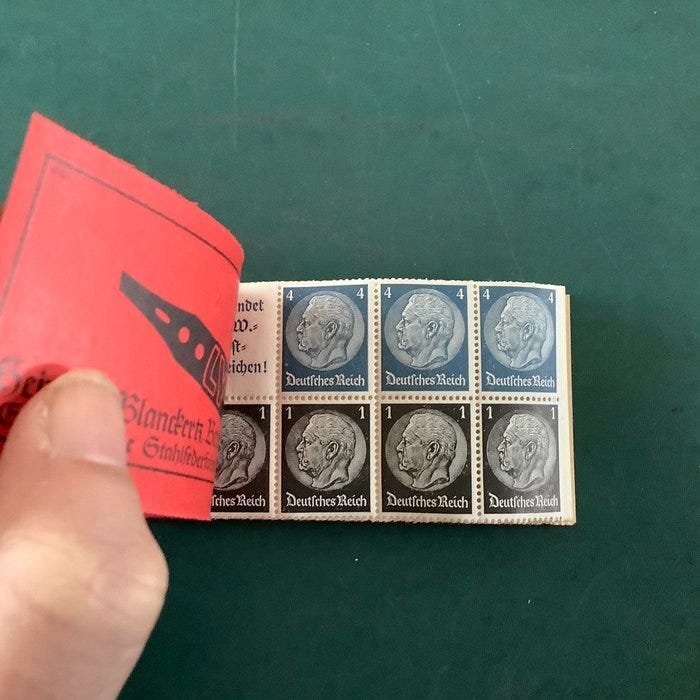 Blanckertz
Stahlfederfa
ndet
W.=
st=
eichen!
4 4
Deutsches Reich
4 4
Deutsches Reich
4 4
Deutsches Reich
1
sches Reich
1 1
Deutsches Reich
1 1
Deutsches Reich
1 1
Deutsches Reich